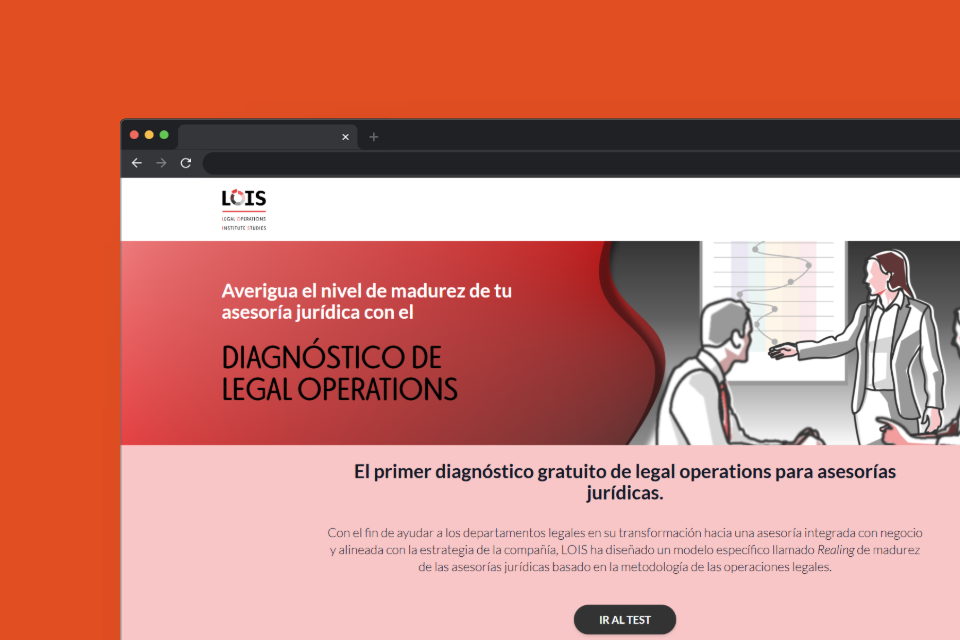 LOIS
LEGAL OPERATIONS
INSTITUTE STUDIES
Averigua el nivel de madurez de tu
asesoría jurídica con el
DIAGNÓSTICO DE
LEGAL OPERATIONS
El primer diagnóstico gratuito de legal operations para asesorías
jurídicas.
Con el fin de ayudar a los departamentos legales en su transformación hacia una asesoría integrada con negocio
y alineada con la estrategia de la compañía, LOIS ha diseñado un modelo específico llamado Realing de madurez
de las asesorías jurídicas basado en la metodología de las operaciones legales.
IR AL TEST